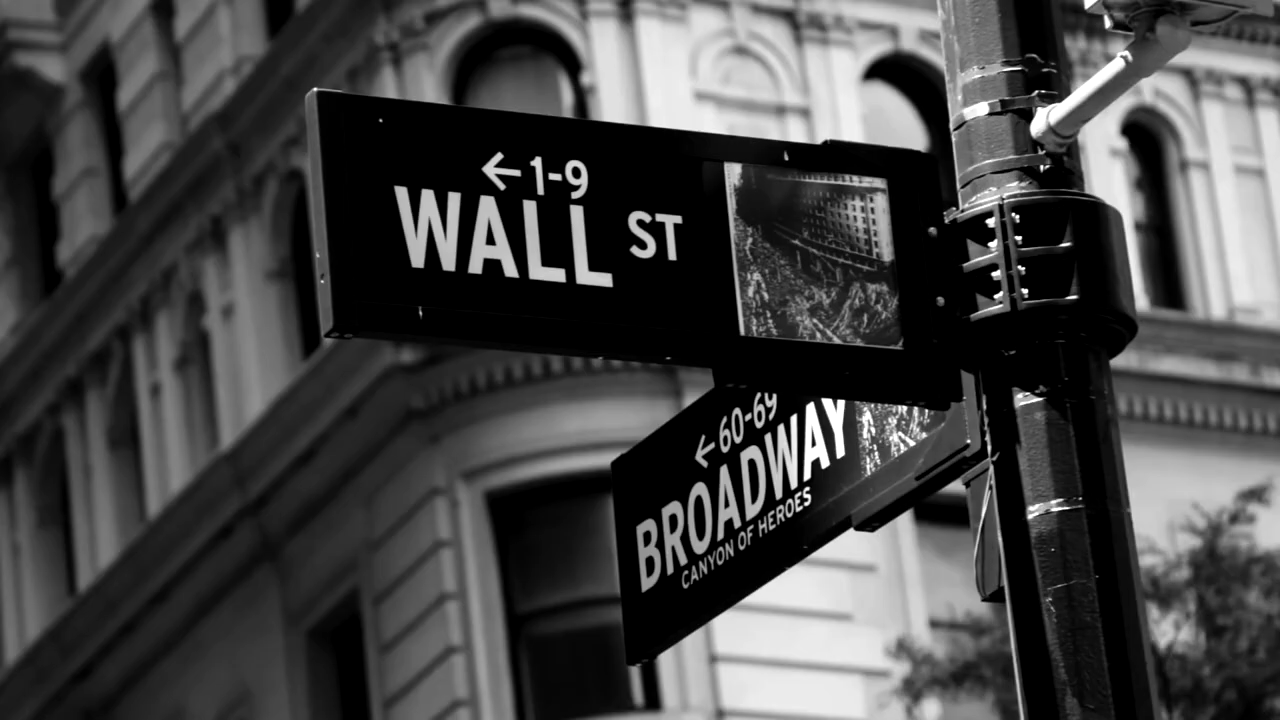 ←1-9
WALL ST
←60-69
BROADWAY
CANYON OF HEROES